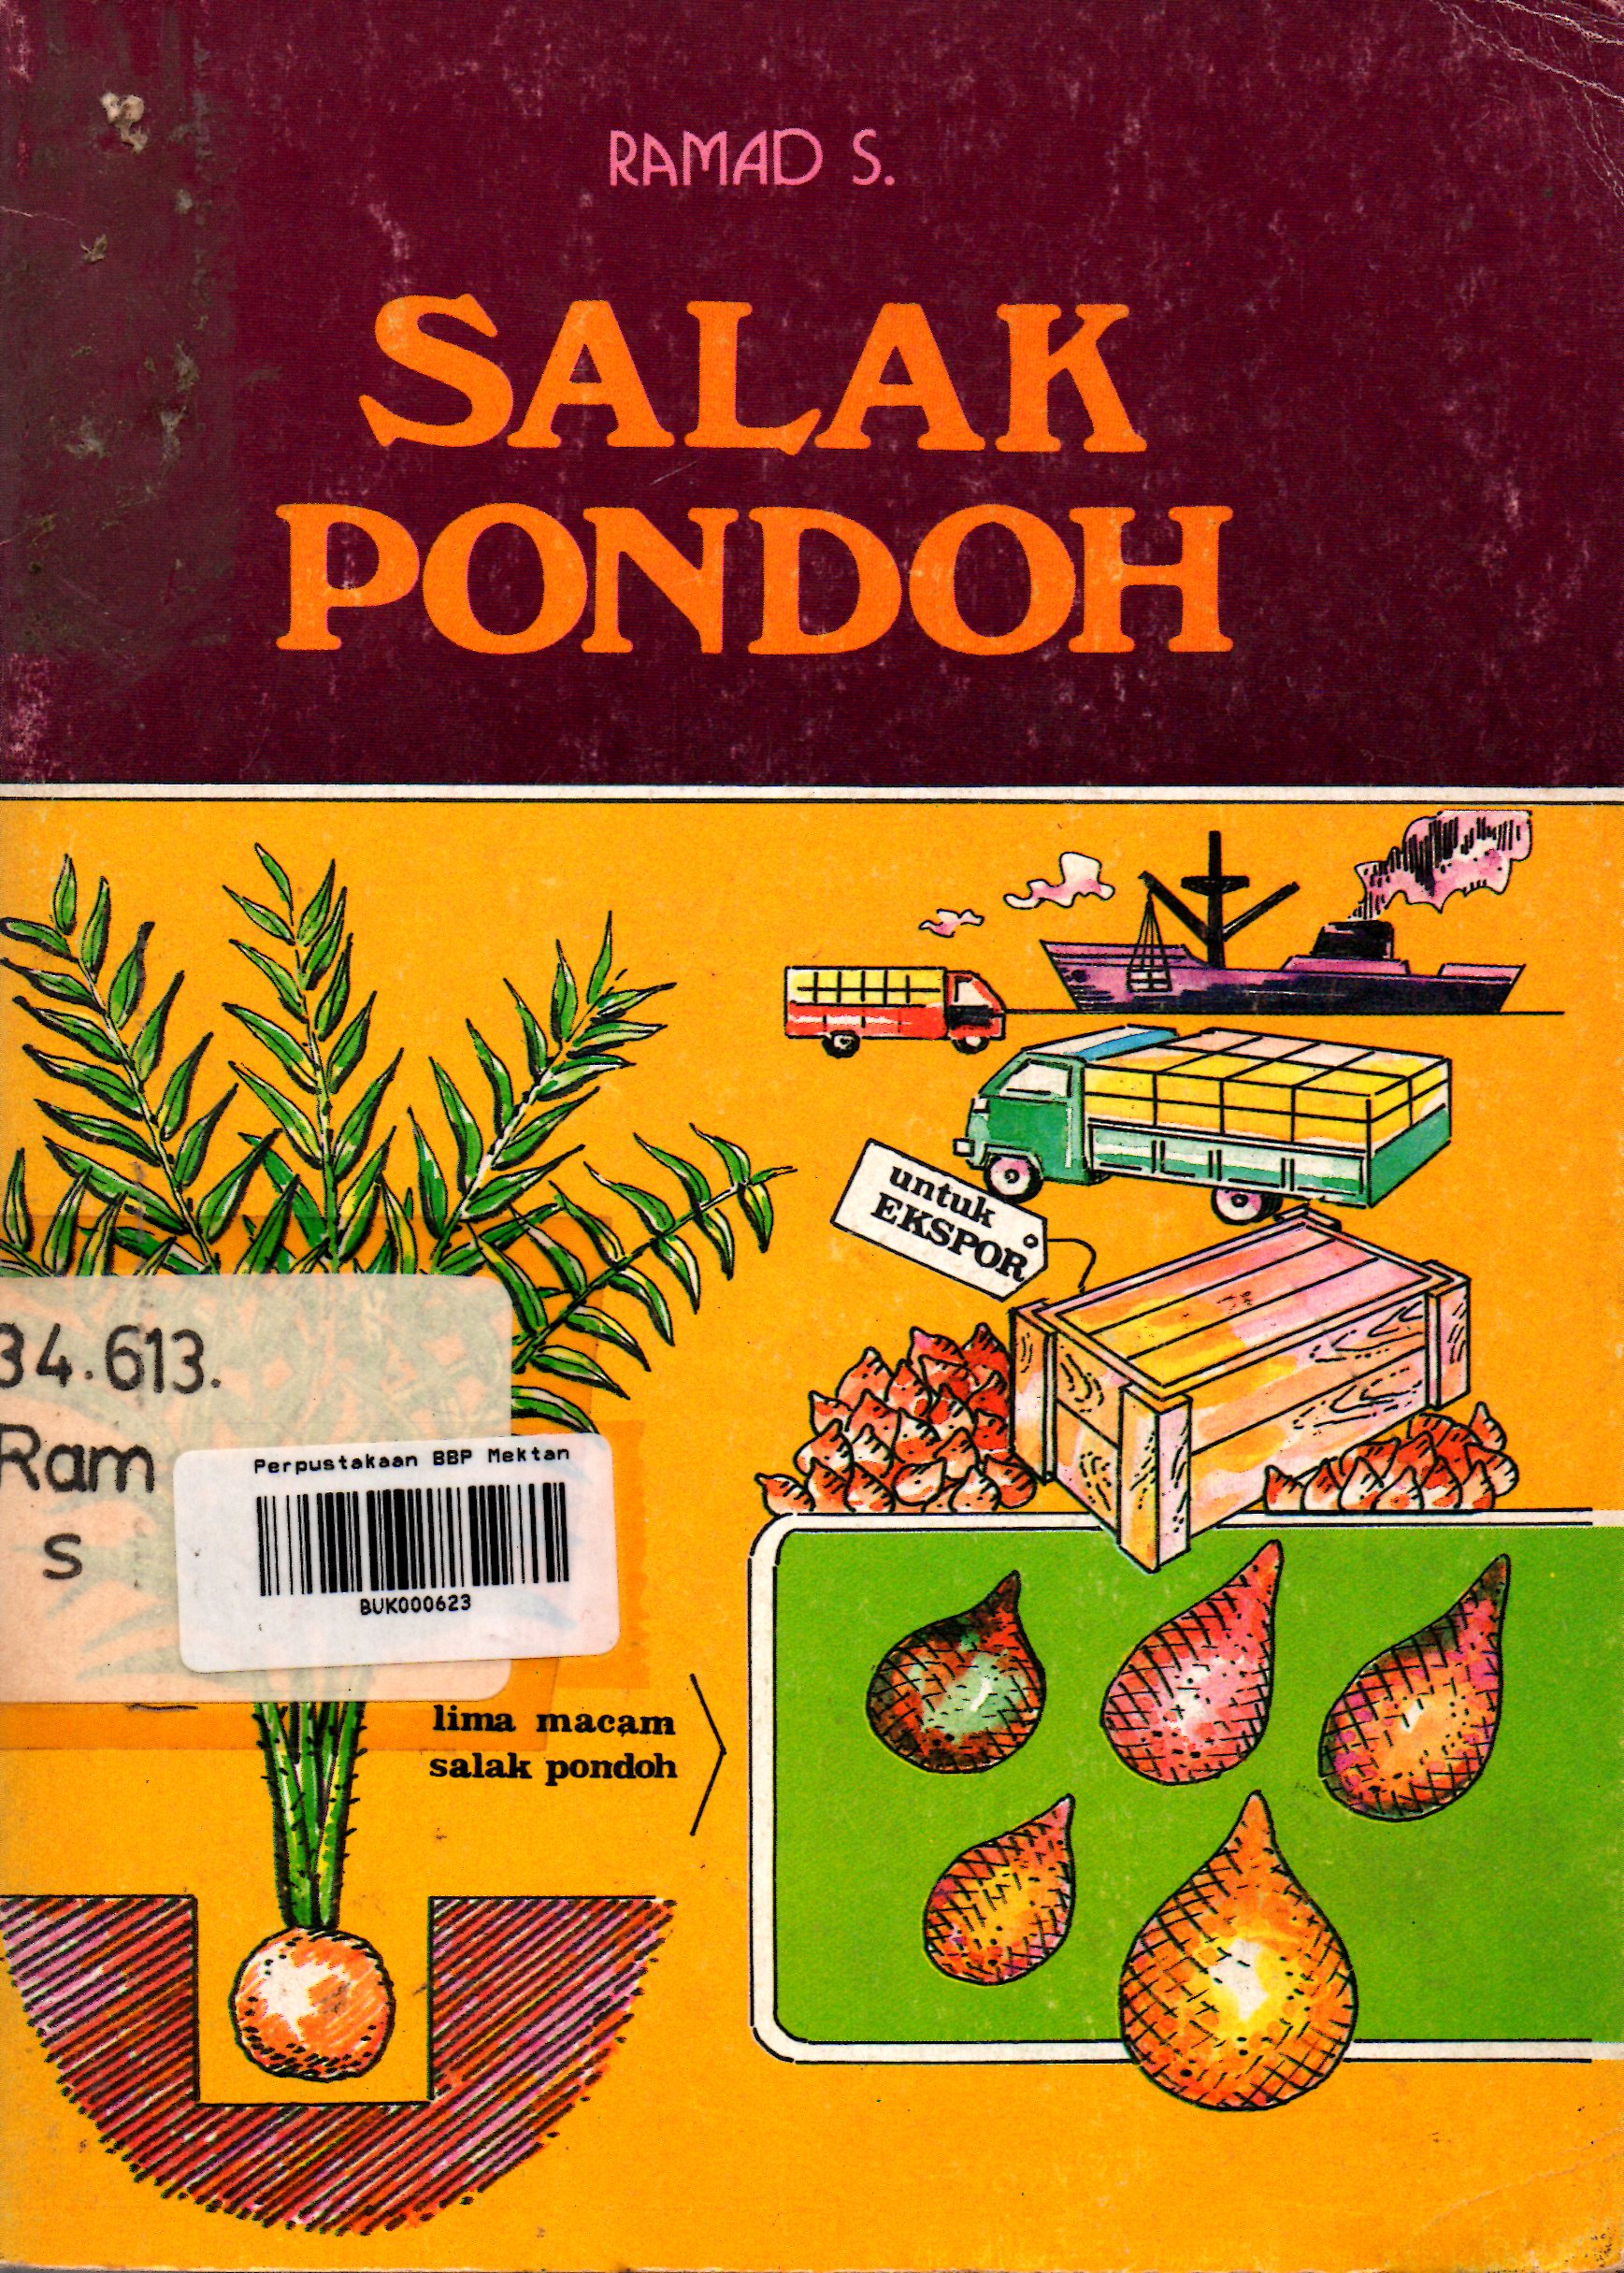 RAMAD S.
SALAK
PONDOH
untuk
EKSPOR
34.613.
Ram
s
Perpustakaan BBP Mektan
BUK000623
lima macam
salak pondoh